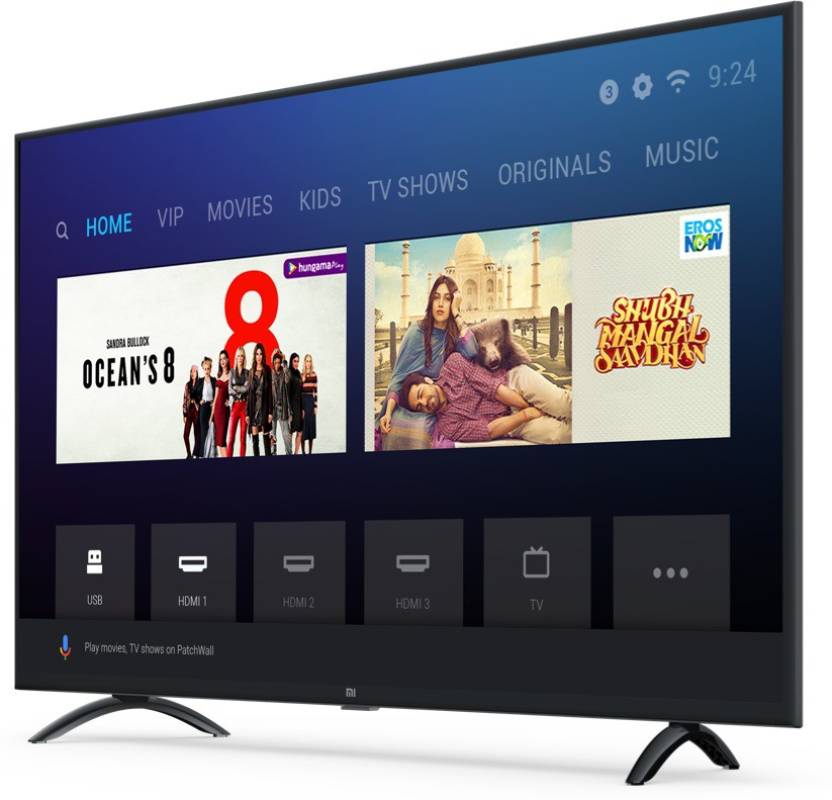 3 9:24
HOME VIP MOVIES KIDS TV SHOWS ORIGINALS MUSIC
hungama Play
SANDRA BULLOCK
OCEAN'S 8
8
EROS
NOW
SHUBH
MANGAL
SAAVDHAN
USB
HDMI 1
HDMI 2
HDMI 3
TV
Play movies, TV shows on PatchWall
MI